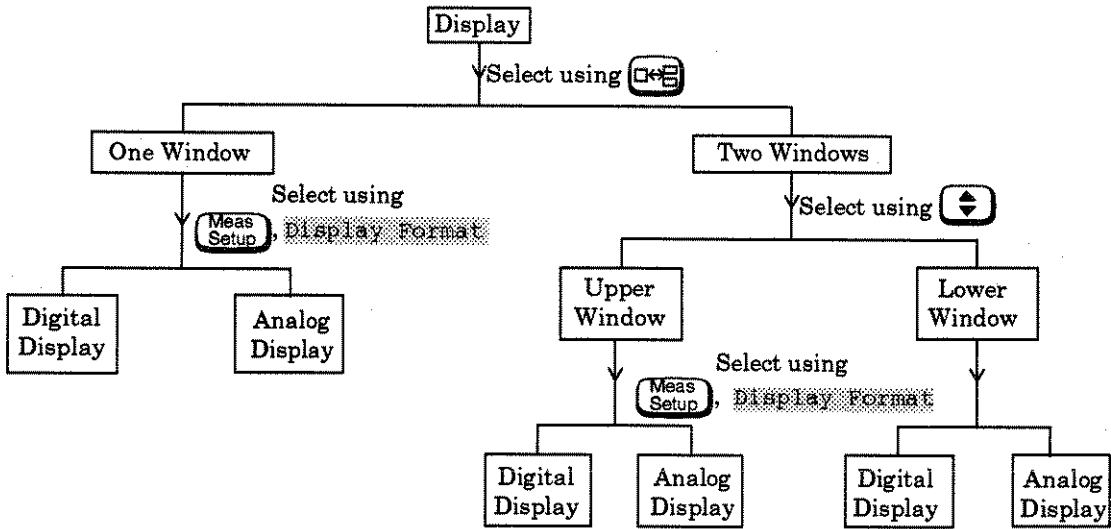 Display
Select using
One Window
Two Windows
Select using
Meas
Setup, Display Format
Select using
Digital
Display
Analog
Display
Upper
Window
Lower
Window
Select using
Meas
Setup, Display Format
Digital
Display
Analog
Display
Digital
Display
Analog
Display